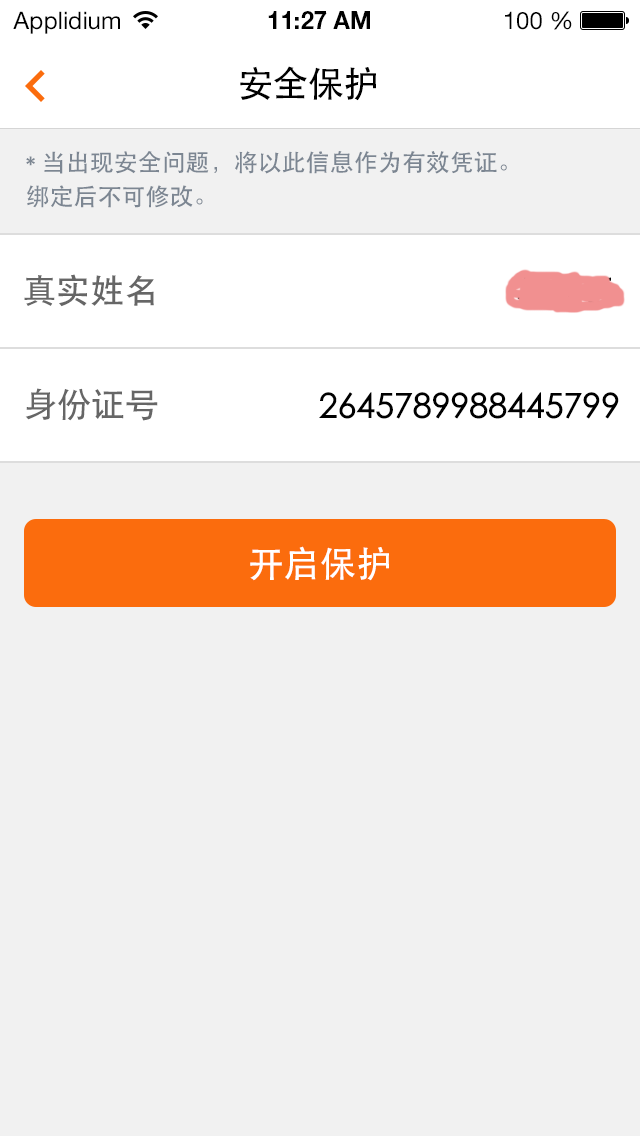 Applidium 11:27 AM 100 %
安全保护
* 当出现安全问题，将以此信息作为有效凭证。
绑定后不可修改。
真实姓名
身份证号 2645789988445799
开启保护